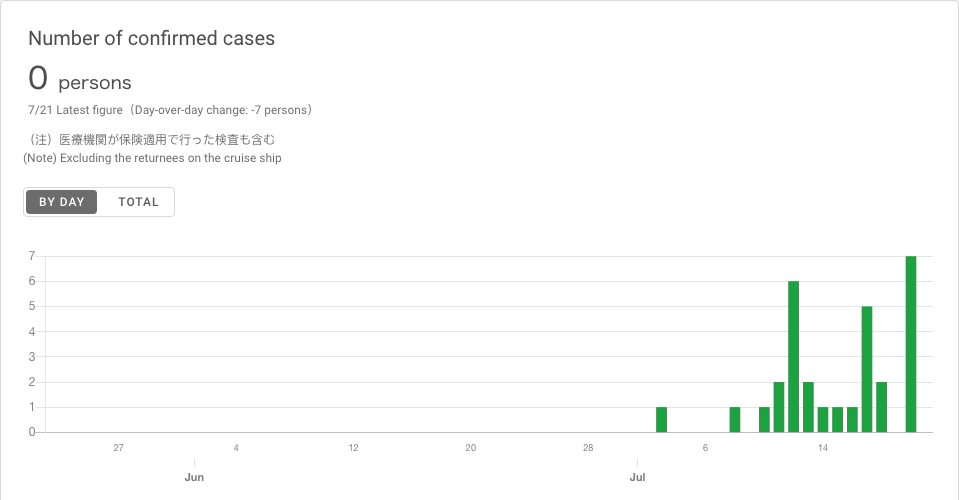 Number of confirmed cases
0 persons
7/21 Latest figure（Day-over-day change: -7 persons）
（注）医療機関が保険適用で行った検査も含む
(Note) Excluding the returnees on the cruise ship
BY DAY TOTAL
7
6
5
4
3
2
1
0
27 4 12 20 28 6 14
Jun Jul